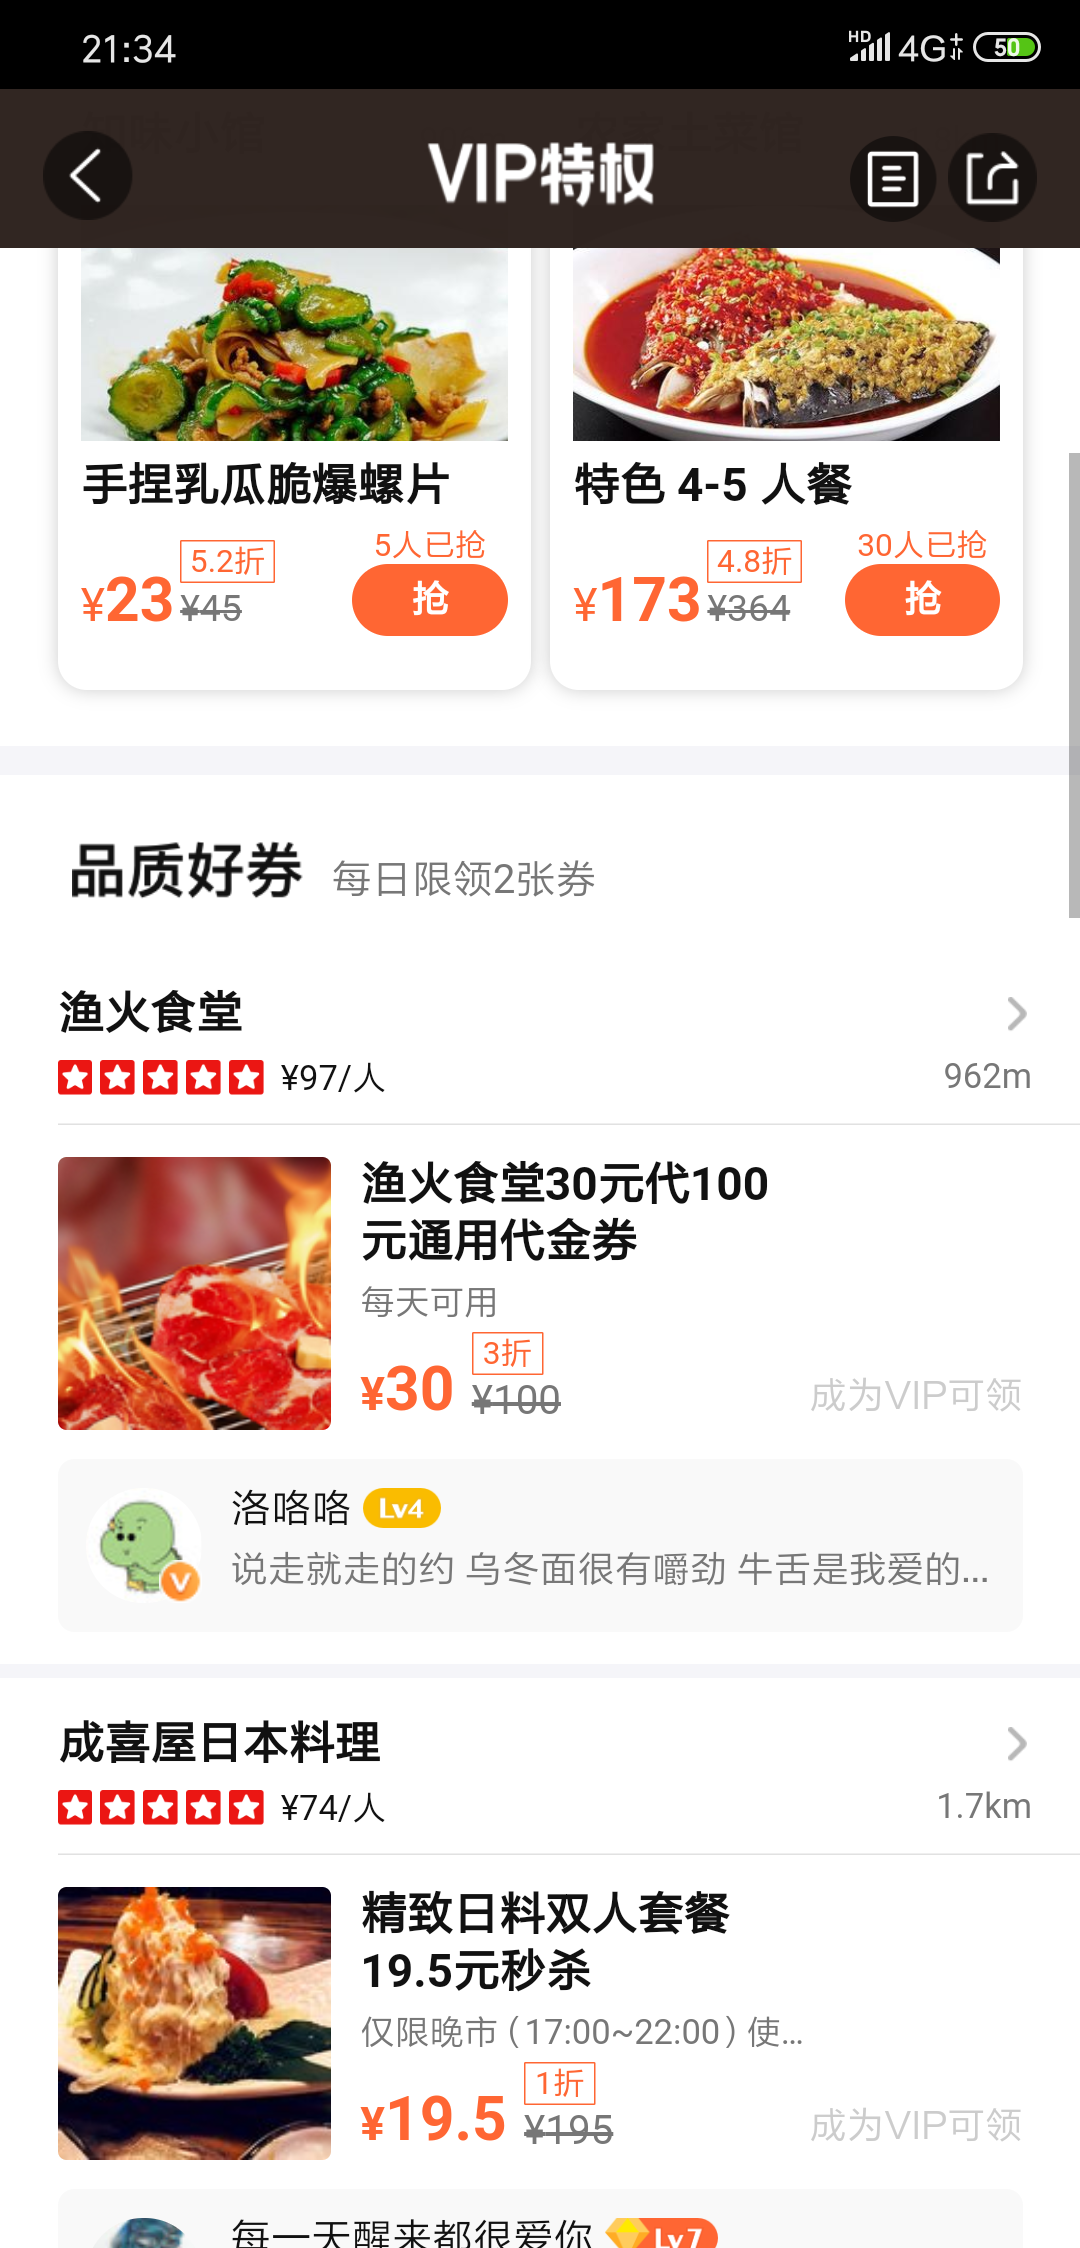 21:34
HD 4G 50
VIP特权
手捏乳瓜脆爆螺片
5.2折
5人已抢
¥23 ¥45
抢
特色 4-5 人餐
4.8折
30人已抢
¥173 ¥364
抢
品质好券 每日限领2张券
渔火食堂
¥97/人
962m
渔火食堂30元代100
元通用代金券
每天可用
3折
¥30 ¥100
成为VIP可领
洛咯咯 Lv4
V
说走就走的约 乌冬面很有嚼劲 牛舌是我爱的...
成喜屋日本料理
¥74/人
1.7km
精致日料双人套餐
19.5元秒杀
仅限晚市（17:00~22:00）使...
1折
¥19.5 ¥195
成为VIP可领
每一天醒来都很爱你 Lv7